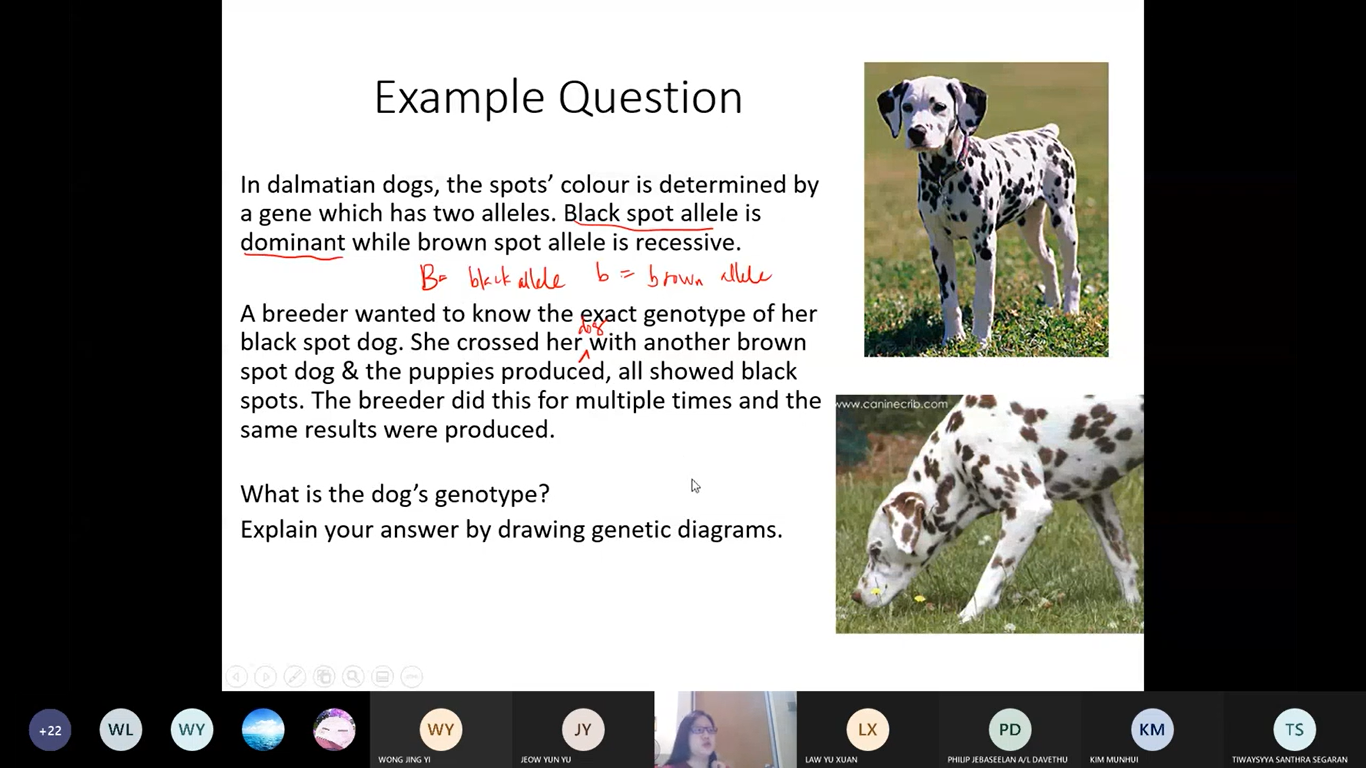 Example Question
In dalmatian dogs, the spots’ colour is determined by
a gene which has two alleles. Black spot allele is
dominant while brown spot allele is recessive.
B= black allele b = brown allele
A breeder wanted to know the exact genotype of her
dog
black spot dog. She crossed her with another brown
spot dog & the puppies produced, all showed black
spots. The breeder did this for multiple times and the
same results were produced.
What is the dog’s genotype?
Explain your answer by drawing genetic diagrams.
www.caninecrib.com
+22
WL
WY
WY
JY
LX
PD
KM
TS
WONG JING YI
JEOW YUN YU
LAW YU XUAN
PHILIP JEBASEELAN A/L DAVETHU
KIM MUNHUI
TIWAYSYYA SANTHRA SEGARAN